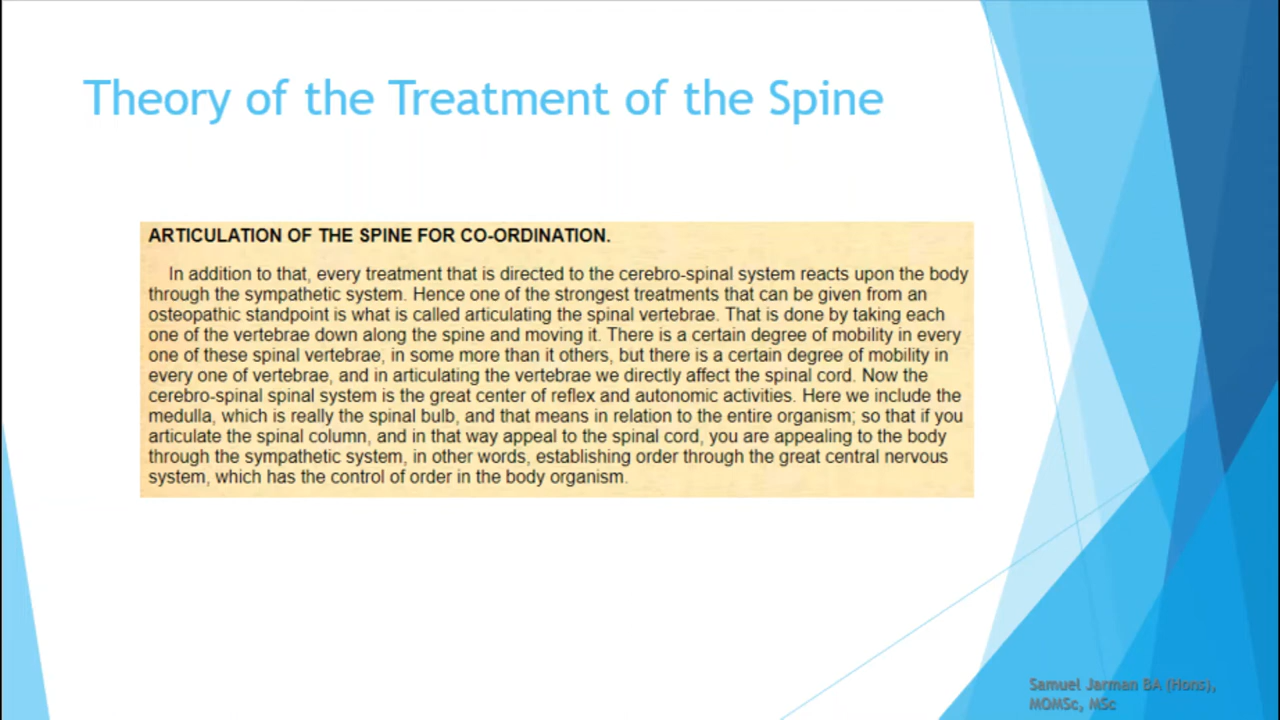 Theory of the Treatment of the Spine
ARTICULATION OF THE SPINE FOR CO-ORDINATION.
In addition to that, every treatment that is directed to the cerebro-spinal system reacts upon the body
through the sympathetic system. Hence one of the strongest treatments that can be given from an
osteopathic standpoint is what is called articulating the spinal vertebrae. That is done by taking each
one of the vertebrae down along the spine and moving it. There is a certain degree of mobility in every
one of these spinal vertebrae, in some more than it others, but there is a certain degree of mobility in
every one of vertebrae, and in articulating the vertebrae we directly affect the spinal cord. Now the
cerebro-spinal spinal system is the great center of reflex and autonomic activities. Here we include the
medulla, which is really the spinal bulb, and that means in relation to the entire organism; so that if you
articulate the spinal column, and in that way appeal to the spinal cord, you are appealing to the body
through the sympathetic system, in other words, establishing order through the great central nervous
system, which has the control of order in the body organism.
Samuel Jarman BA (Hons),
MOMSc, MSc